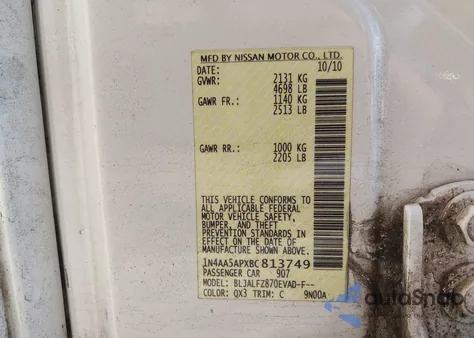 MFD BY NISSAN MOTOR CO., LTD.
DATE: 10/10
GVWR: 2131 KG
4698 LB
GAWR FR.: 1140 KG
2513 LB
GAWR RR.: 1000 KG
2205 LB
THIS VEHICLE CONFORMS TO
ALL APPLICABLE FEDERAL
MOTOR VEHICLE SAFETY,
BUMPER, AND THEFT
PREVENTION STANDARDS IN
EFFECT ON THE DATE OF
MANUFACTURE SHOWN ABOVE.
1N4AA5APXBC813749
PASSENGER CAR 907
MODEL: BLJALFZ870EVAD-F--
COLOR: QX3 TRIM: C 9N00A
autoSnap